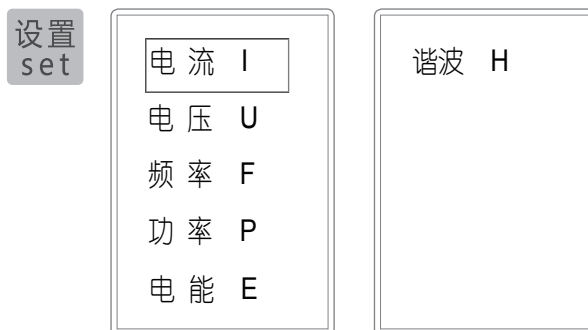 设置
set
电 流 I
电 压 U
频 率 F
功 率 P
电 能 E
谐波 H